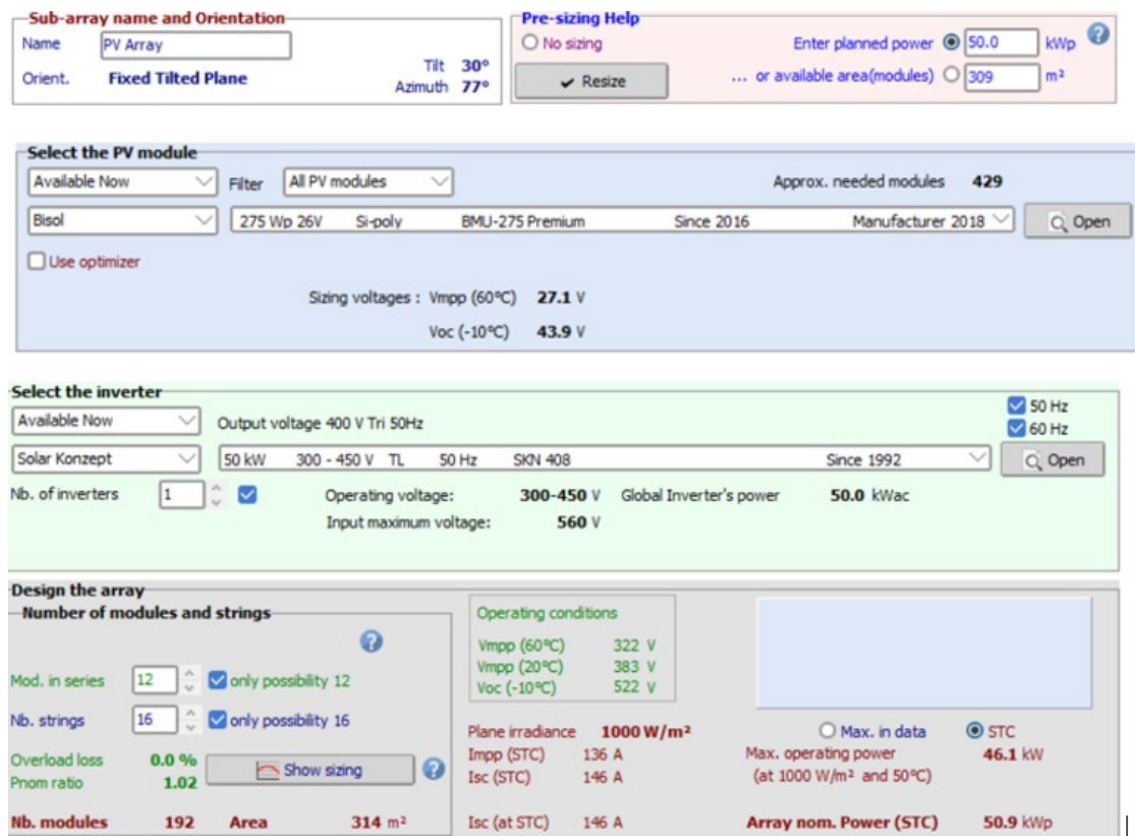 Sub-array name and Orientation
Name PV Array
Orient. Fixed Tilted Plane
Tilt 30°
Azimuth 77°
Pre-sizing Help
No sizing
Enter planned power 50.0 kWp
Resize
... or available area(modules) 309 m²
Select the PV module
Available Now Filter All PV modules Approx. needed modules 429
Bisol 275 Wp 26V Si-poly BMU-275 Premium Since 2016 Manufacturer 2018 Open
Use optimizer
Sizing voltages : Vmpp (60°C) 27.1 V
Voc (-10°C) 43.9 V
Select the inverter
Available Now Output voltage 400 V Tri 50Hz
50 Hz
60 Hz
Solar Konzept 50 kW 300 - 450 V TL 50 Hz SKN 408 Since 1992 Open
Nb. of inverters 1 Operating voltage: 300-450 V Global Inverter's power 50.0 kWac
Input maximum voltage: 560 V
Design the array
Number of modules and strings
?
Mod. in series 12 only possibility 12
Nb. strings 16 only possibility 16
Overload loss 0.0 %
Pnom ratio 1.02
Show sizing
Nb. modules 192 Area 314 m²
Operating conditions
Vmpp (60°C) 322 V
Vmpp (20°C) 383 V
Voc (-10°C) 522 V
Plane irradiance 1000 W/m²
Impp (STC) 136 A
Isc (STC) 146 A
Isc (at STC) 146 A
Max. in data STC
Max. operating power 46.1 kW
(at 1000 W/m² and 50°C)
Array nom. Power (STC) 50.9 kWp